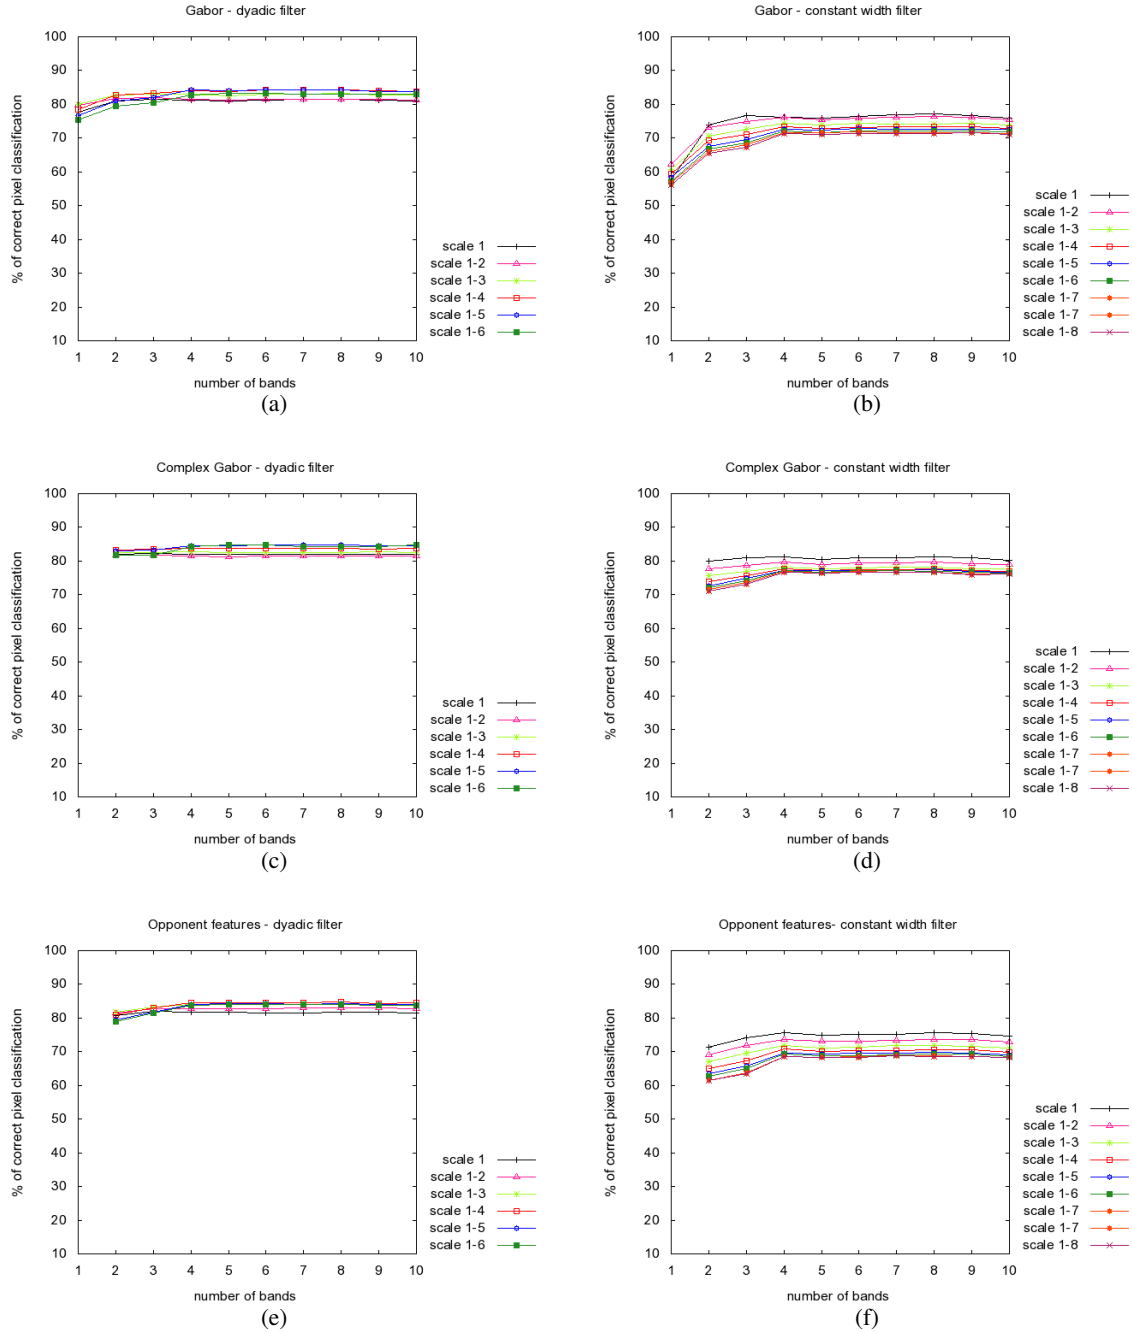 Gabor - dyadic filter
% of correct pixel classification
100
90
80
70
60
50
40
30
20
10
1 2 3 4 5 6 7 8 9 10
number of bands
scale 1
scale 1-2
scale 1-3
scale 1-4
scale 1-5
scale 1-6
(a)
Gabor - constant width filter
% of correct pixel classification
100
90
80
70
60
50
40
30
20
10
1 2 3 4 5 6 7 8 9 10
number of bands
scale 1
scale 1-2
scale 1-3
scale 1-4
scale 1-5
scale 1-6
scale 1-7
scale 1-7
scale 1-8
(b)
Complex Gabor - dyadic filter
% of correct pixel classification
100
90
80
70
60
50
40
30
20
10
1 2 3 4 5 6 7 8 9 10
number of bands
scale 1
scale 1-2
scale 1-3
scale 1-4
scale 1-5
scale 1-6
(c)
Complex Gabor - constant width filter
% of correct pixel classification
100
90
80
70
60
50
40
30
20
10
1 2 3 4 5 6 7 8 9 10
number of bands
scale 1
scale 1-2
scale 1-3
scale 1-4
scale 1-5
scale 1-6
scale 1-7
scale 1-7
scale 1-8
(d)
Opponent features - dyadic filter
% of correct pixel classification
100
90
80
70
60
50
40
30
20
10
1 2 3 4 5 6 7 8 9 10
number of bands
scale 1
scale 1-2
scale 1-3
scale 1-4
scale 1-5
scale 1-6
(e)
Opponent features- constant width filter
% of correct pixel classification
100
90
80
70
60
50
40
30
20
10
1 2 3 4 5 6 7 8 9 10
number of bands
scale 1
scale 1-2
scale 1-3
scale 1-4
scale 1-5
scale 1-6
scale 1-7
scale 1-7
scale 1-8
(f)